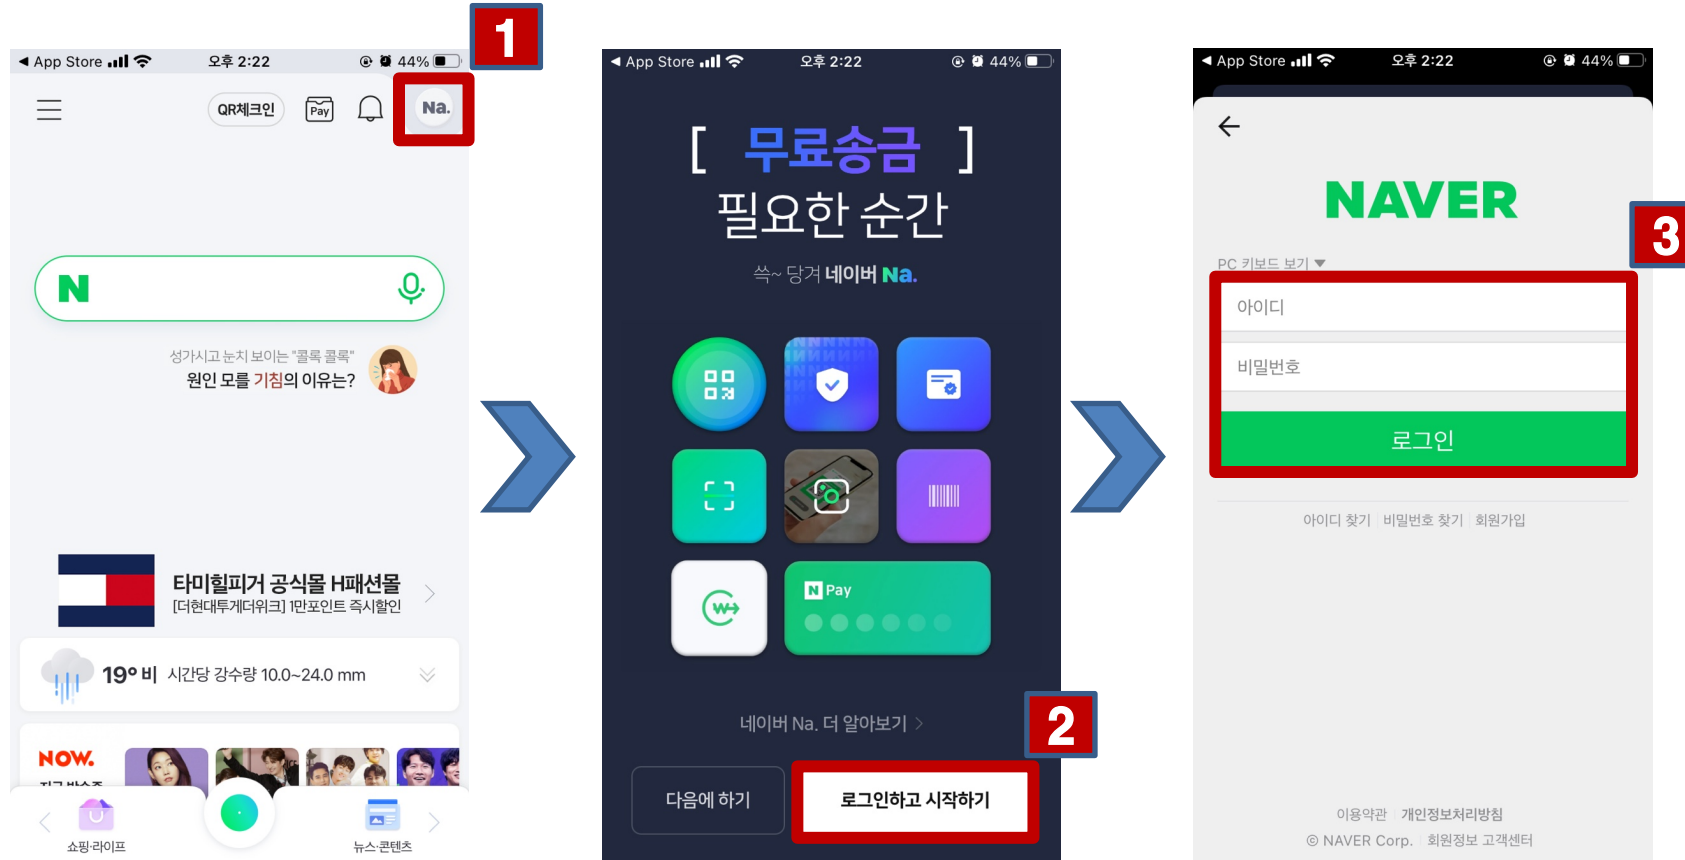 1
◀ App Store
오후 2:22
44%
QR체크인
Pay
Na.
N
성가시고 눈치 보이는 "콜록 콜록"
원인 모를 기침의 이유는?
타미힐피거 공식몰 H패션몰
[더현대투게더위크] 1만포인트 즉시할인
19° 비 시간당 강수량 10.0~24.0 mm
NOW.
쇼핑·라이프
뉴스·콘텐츠
◀ App Store
오후 2:22
44%
[ 무료송금 ]
필요한 순간
쓱~ 당겨 네이버 Na.
N Pay
네이버 Na. 더 알아보기 >
2
다음에 하기
로그인하고 시작하기
◀ App Store
오후 2:22
44%
NAVER
3
PC 키보드 보기 ▼
아이디
비밀번호
로그인
아이디 찾기 비밀번호 찾기 회원가입
이용약관 개인정보처리방침
© NAVER Corp. 회원정보 고객센터